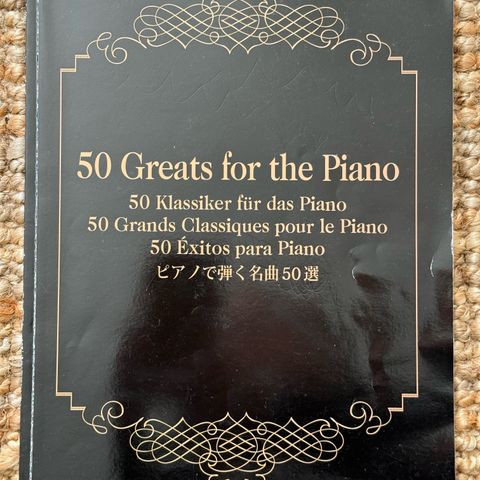 50 Greats for the Piano
50 Klassiker für das Piano
50 Grands Classiques pour le Piano
50 Éxitos para Piano
ピアノで弾く名曲50選